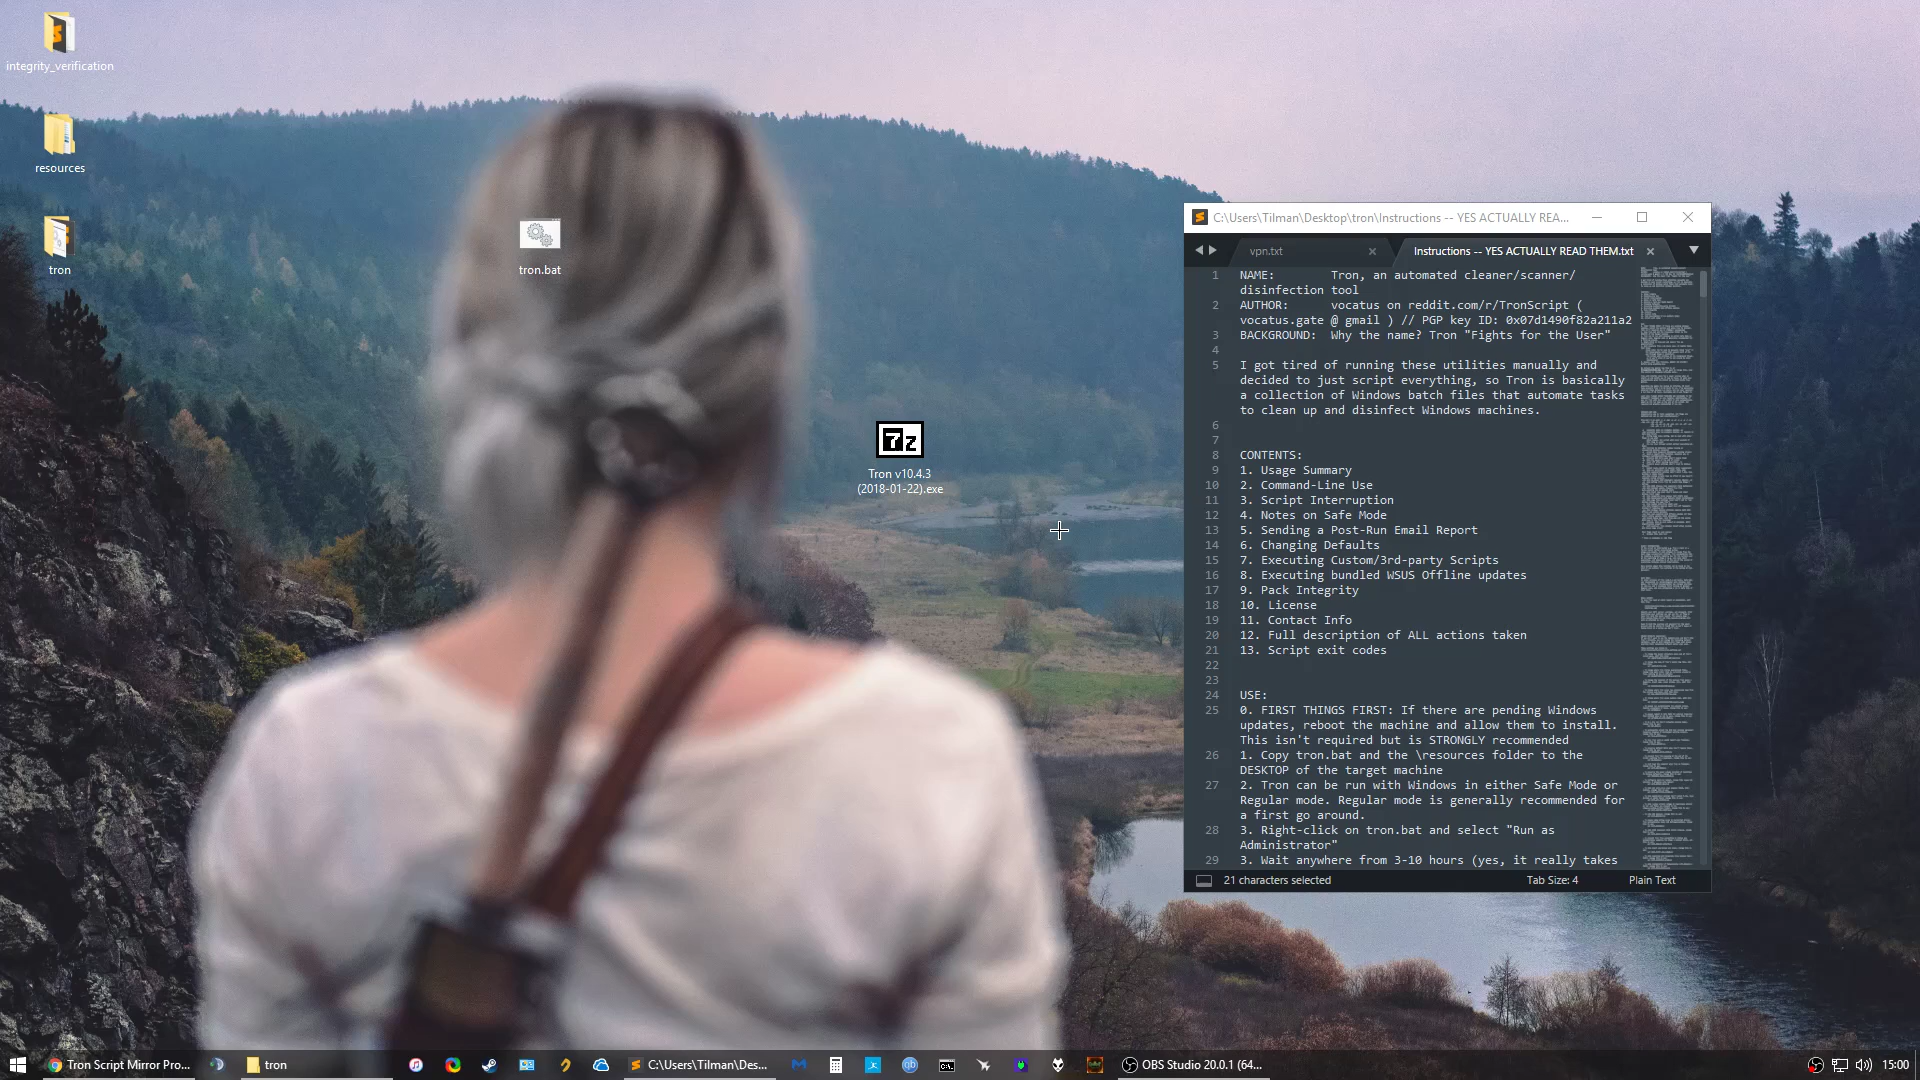 integrity_verification
resources
tron
tron.bat
7z
Tron v10.4.3
(2018-01-22).exe
C:\Users\Tilman\Desktop\tron\Instructions -- YES ACTUALLY REA...
vpn.txt
Instructions -- YES ACTUALLY READ THEM.txt
1 NAME: Tron, an automated cleaner/scanner/
disinfection tool
2 AUTHOR: vocatus on reddit.com/r/TronScript (
vocatus.gate @ gmail ) // PGP key ID: 0x07d1490f82a211a2
3 BACKGROUND: Why the name? Tron "Fights for the User"
4
5 I got tired of running these utilities manually and
decided to just script everything, so Tron is basically
a collection of Windows batch files that automate tasks
to clean up and disinfect Windows machines.
6
7
8 CONTENTS:
9 1. Usage Summary
10 2. Command-Line Use
11 3. Script Interruption
12 4. Notes on Safe Mode
13 5. Sending a Post-Run Email Report
14 6. Changing Defaults
15 7. Executing Custom/3rd-party Scripts
16 8. Executing bundled WSUS Offline updates
17 9. Pack Integrity
18 10. License
19 11. Contact Info
20 12. Full description of ALL actions taken
21 13. Script exit codes
22
23
24 USE:
25 0. FIRST THINGS FIRST: If there are pending Windows
updates, reboot the machine and allow them to install.
This isn't required but is STRONGLY recommended
26 1. Copy tron.bat and the \resources folder to the
DESKTOP of the target machine
27 2. Tron can be run with Windows in either Safe Mode or
Regular mode. Regular mode is generally recommended for
a first go around.
28 3. Right-click on tron.bat and select "Run as
Administrator"
29 3. Wait anywhere from 3-10 hours (yes, it really takes
21 characters selected
Tab Size: 4
Plain Text
Tron Script Mirror Pro...
tron
C:\Users\Tilman\Des...
OBS Studio 20.0.1 (64...
15:00